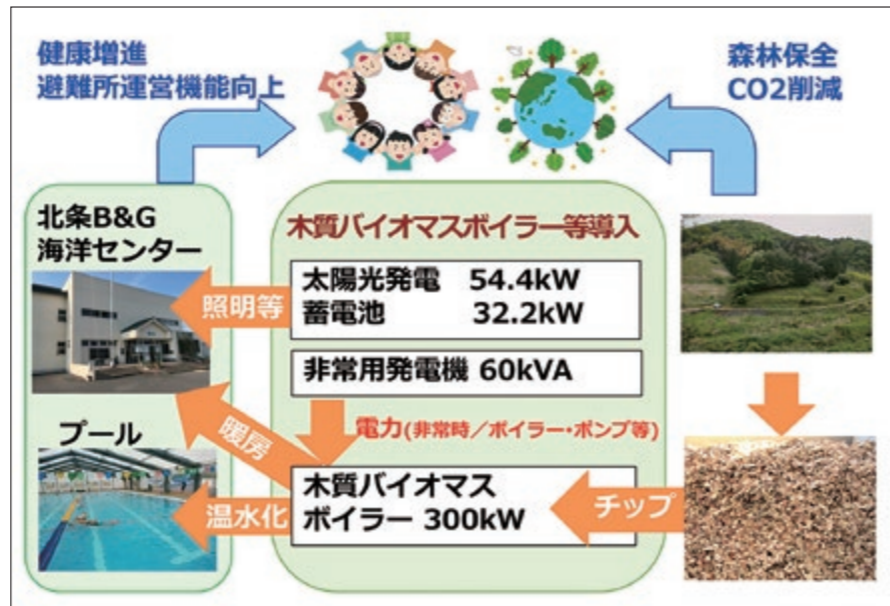 健康増進
避難所運営機能向上
森林保全
CO2削減
北条B&G
海洋センター
木質バイオマスボイラー等導入
太陽光発電 54.4kW
蓄電池 32.2kW
照明等
非常用発電機 60kVA
電力(非常時/ボイラー・ポンプ等)
暖房
プール
木質バイオマス
ボイラー 300kW
温水化
チップ